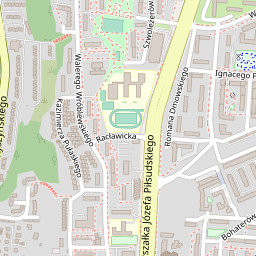 Szwoleżerów
Walerego Wróblewskiego
Ignacego P
Kazimierza Pułaskiego
Romana Dmowskiego
Racławicka
szałka Józefa Piłsudskiego
Bohaterów